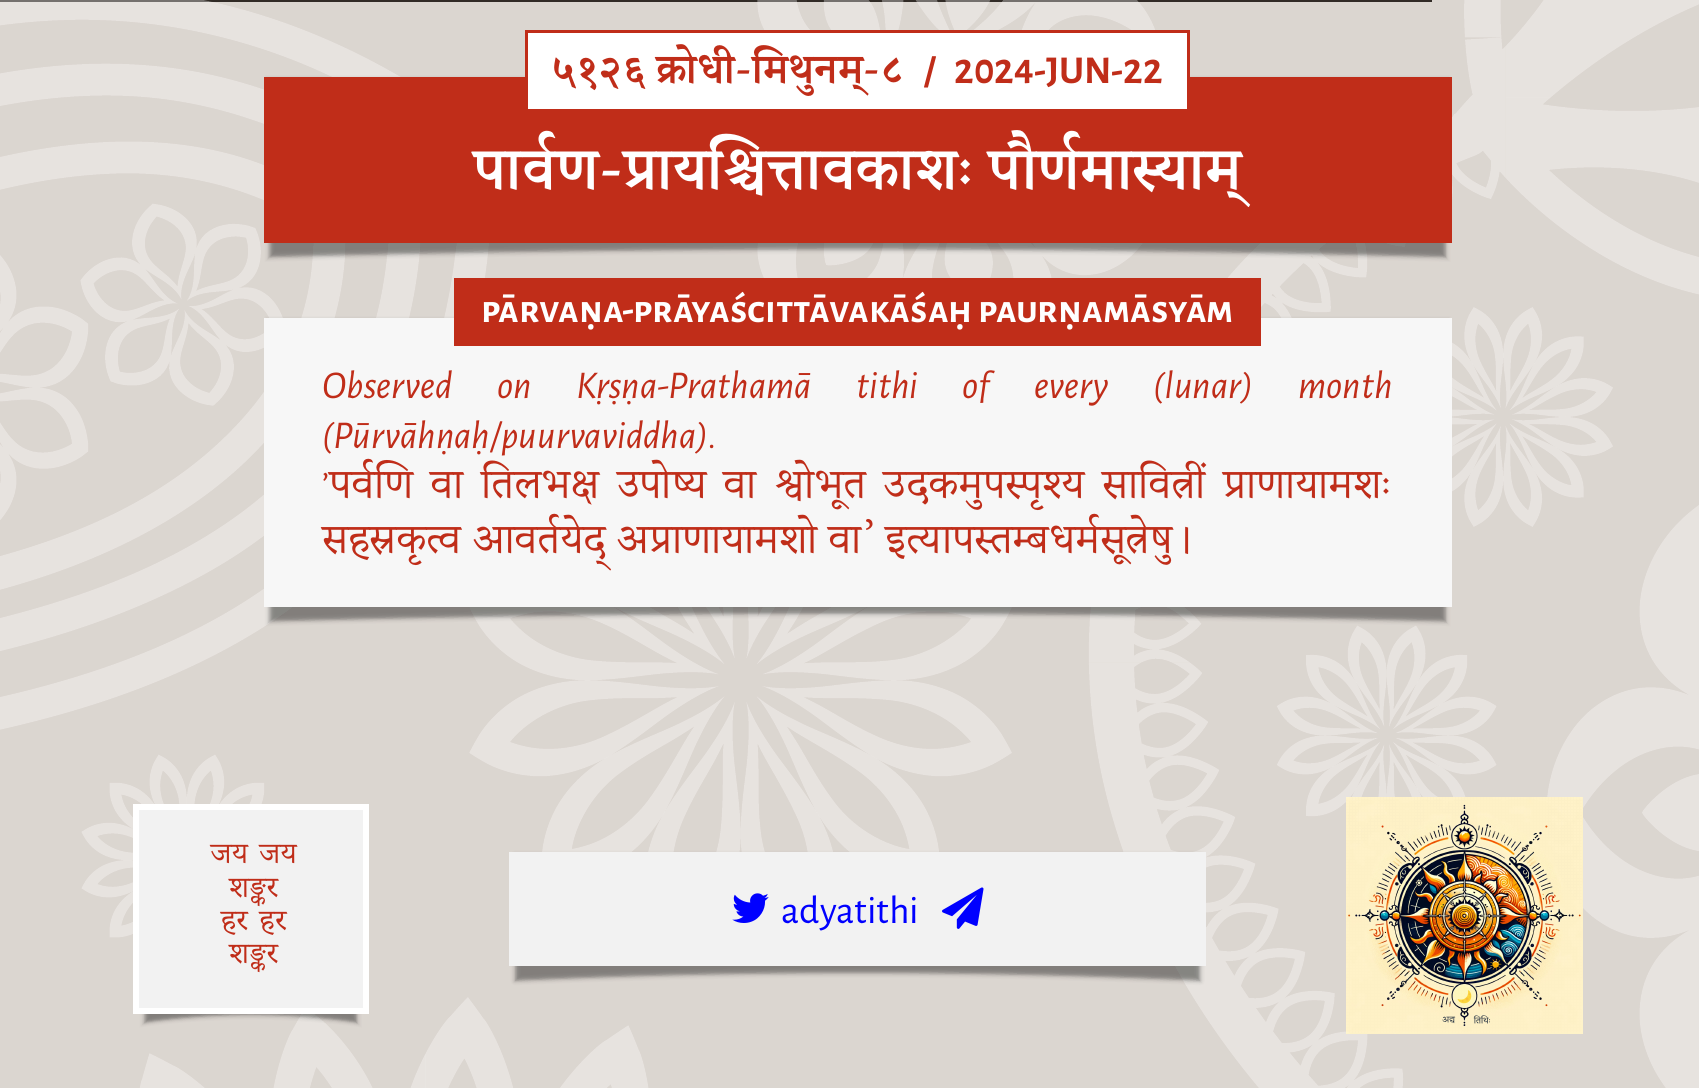 ५१२६ क्रोधी-मिथुनम्-८ / 2024-JUN-22
पार्वण-प्रायश्चित्तावकाशः पौर्णमास्याम्
PĀRVAṆA-PRĀYAŚCITTĀVAKĀŚAḤ PAURṆAMĀSYĀM
Observed on Kṛṣṇa-Prathamā tithi of every (lunar) month
(Pūrvāhṇaḥ/puurvaviddha).
’पर्वणि वा तिलभक्ष उपोष्य वा श्वोभूत उदकमुपस्पृश्य सावित्रीं प्राणायामशः
सहस्रकृत्व आवर्तयेद् अप्राणायामशो वा’ इत्यापस्तम्बधर्मसूत्रेषु।
जय जय
शङ्कर
हर हर
शङ्कर
adyatithi
अद्य तिथिः